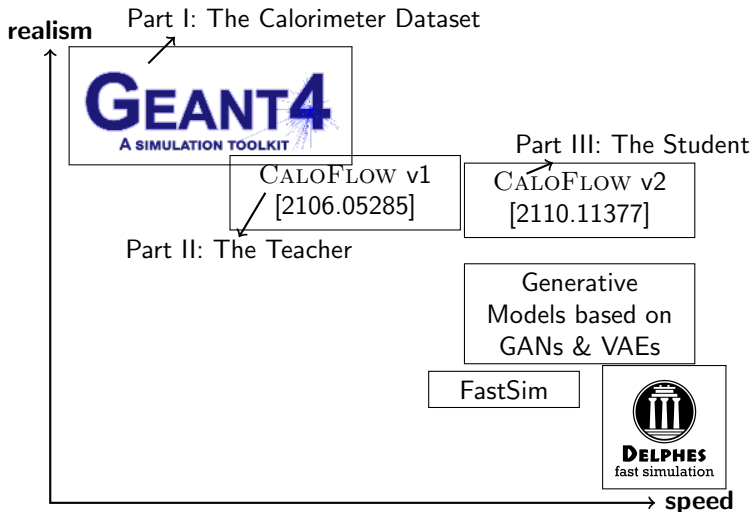 Part I: The Calorimeter Dataset
realism
GEANT4
A SIMULATION TOOLKIT
Part III: The Student
CALOFLOW v1
[2106.05285]
CALOFLOW v2
[2110.11377]
Part II: The Teacher
Generative
Models based on
GANs & VAEs
FastSim
DELPHES
fast simulation
speed